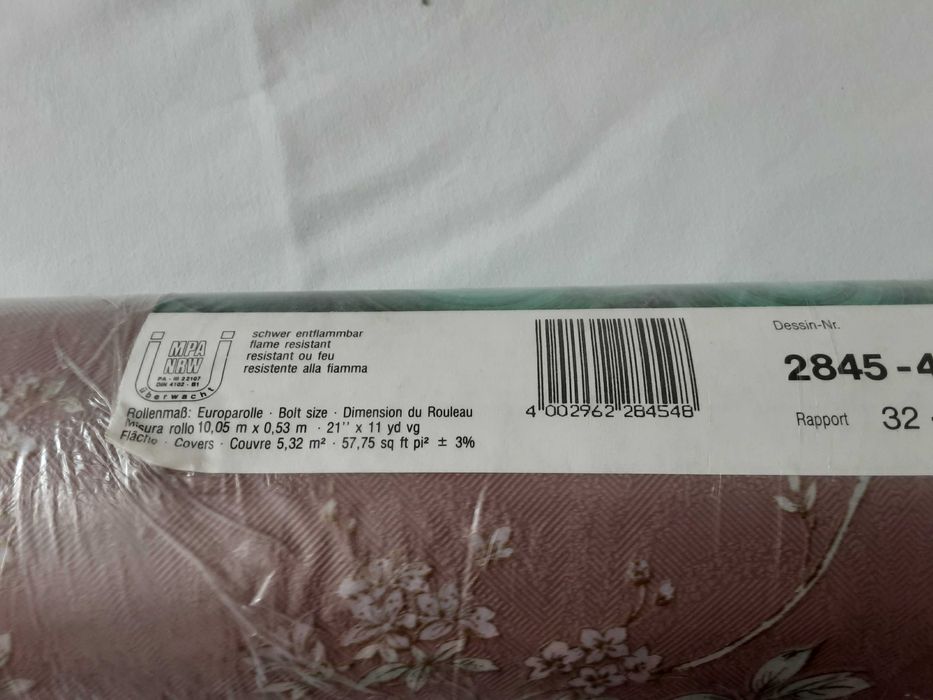 MPA
NRW
PA - III 2 2107
DIN 4102 - B1
überwacht
schwer entflammbar
flame resistant
resistant ou feu
resistente alla fiamma
Rollenmaß: Europarolle · Bolt size · Dimension du Rouleau
Misura rollo 10,05 m x 0,53 m · 21'' x 11 yd vg
Fläche · Covers · Couvre 5,32 m² · 57,75 sq ft pi² ± 3%
4 002962 284548
Dessin-Nr.
2845-4
Rapport 32